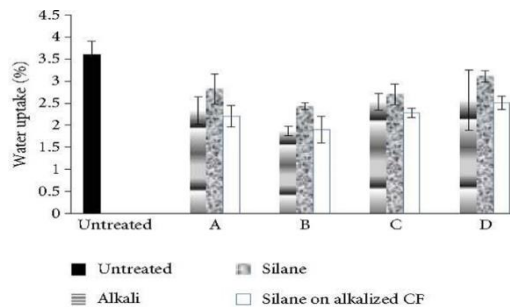 Water uptake (%)
4.5
4
3.5
3
2.5
2
1.5
1
0.5
0
Untreated A B C D
Untreated Silane
Alkali Silane on alkalized CF